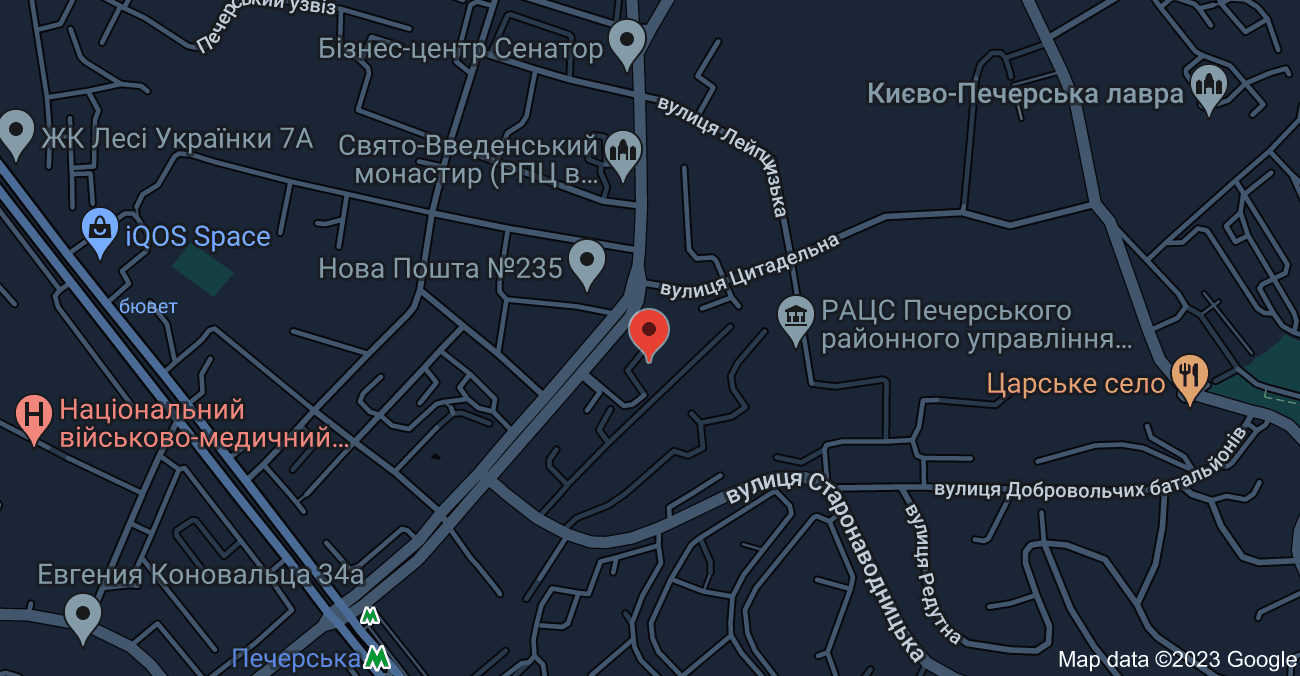 Печерський узвіз
Бізнес-центр Сенатор
Києво-Печерська лавра
вулиця Лейпцизька
ЖК Лесі Українки 7А
Свято-Введенський
монастир (РПЦ в...
iQOS Space
Нова Пошта №235
вулиця Цитадельна
бювет
РАЦС Печерського
районного управління...
Царське село
Національний
військово-медичний...
вулиця Старонаводницька
вулиця Добровольчих батальйонів
вулиця Редутна
Евгения Коновальца 34а
Печерська
Map data ©2023 Google